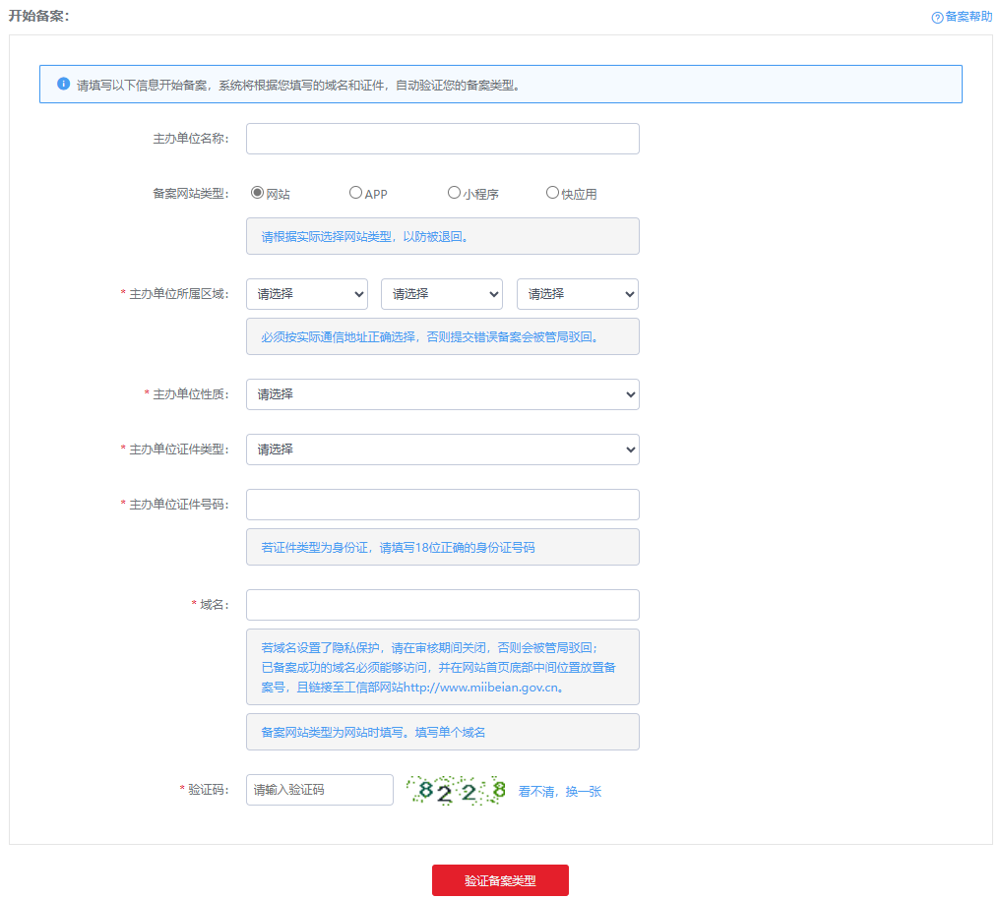 开始备案：
备案帮助
请填写以下信息开始备案，系统将根据您填写的域名和证件，自动验证您的备案类型。
主办单位名称：
备案网站类型： 网站 APP 小程序 快应用
请根据实际选择网站类型，以防被退回。
* 主办单位所属区域： 请选择 请选择 请选择
必须按实际通信地址正确选择，否则提交错误备案会被管局驳回。
* 主办单位性质： 请选择
* 主办单位证件类型： 请选择
* 主办单位证件号码：
若证件类型为身份证，请填写18位正确的身份证号码
* 域名：
若域名设置了隐私保护，请在审核期间关闭，否则会被管局驳回；
已备案成功的域名必须能够访问，并在网站首页底部中间位置放置备
案号，且链接至工信部网站http://www.miibeian.gov.cn。
备案网站类型为网站时填写。填写单个域名
* 验证码： 请输入验证码 8228 看不清，换一张
验证备案类型